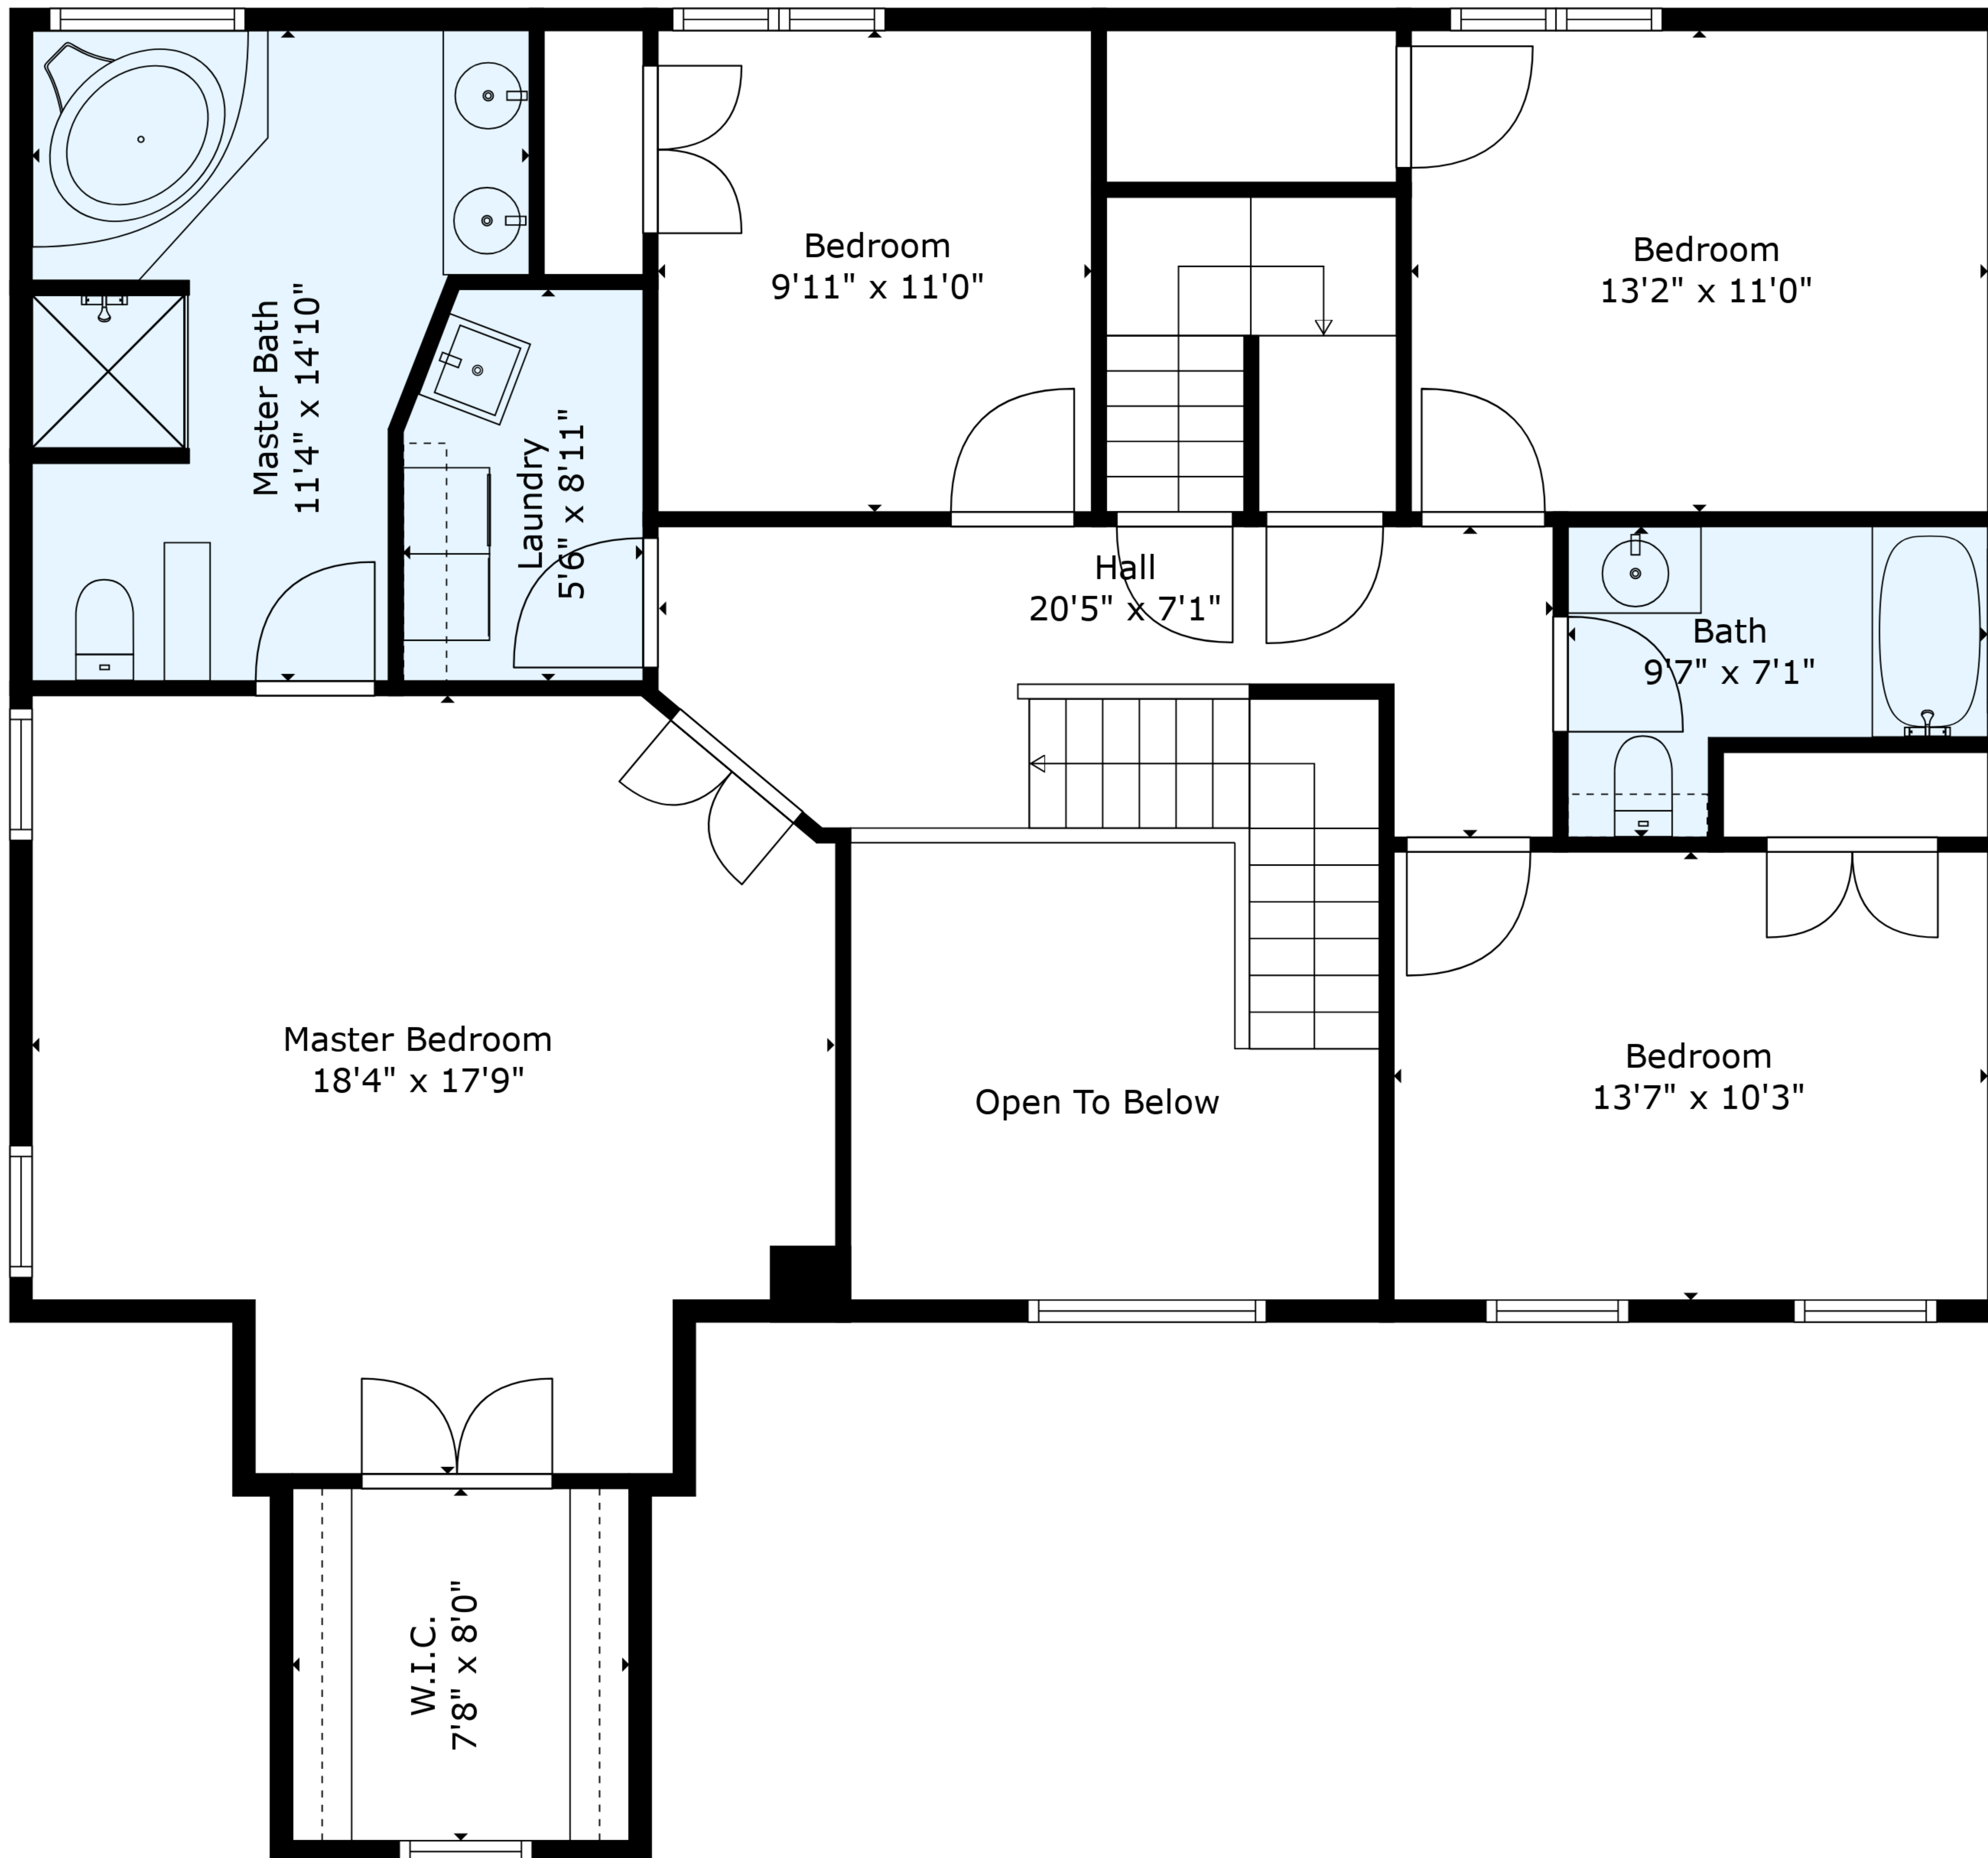 Master Bath
11'4" x 14'10"
Laundry
5'6" x 8'11"
Bedroom
9'11" x 11'0"
Bedroom
13'2" x 11'0"
Hall
20'5" x 7'1"
Bath
9'7" x 7'1"
Master Bedroom
18'4" x 17'9"
Open To Below
Bedroom
13'7" x 10'3"
W.I.C.
7'8" x 8'0"